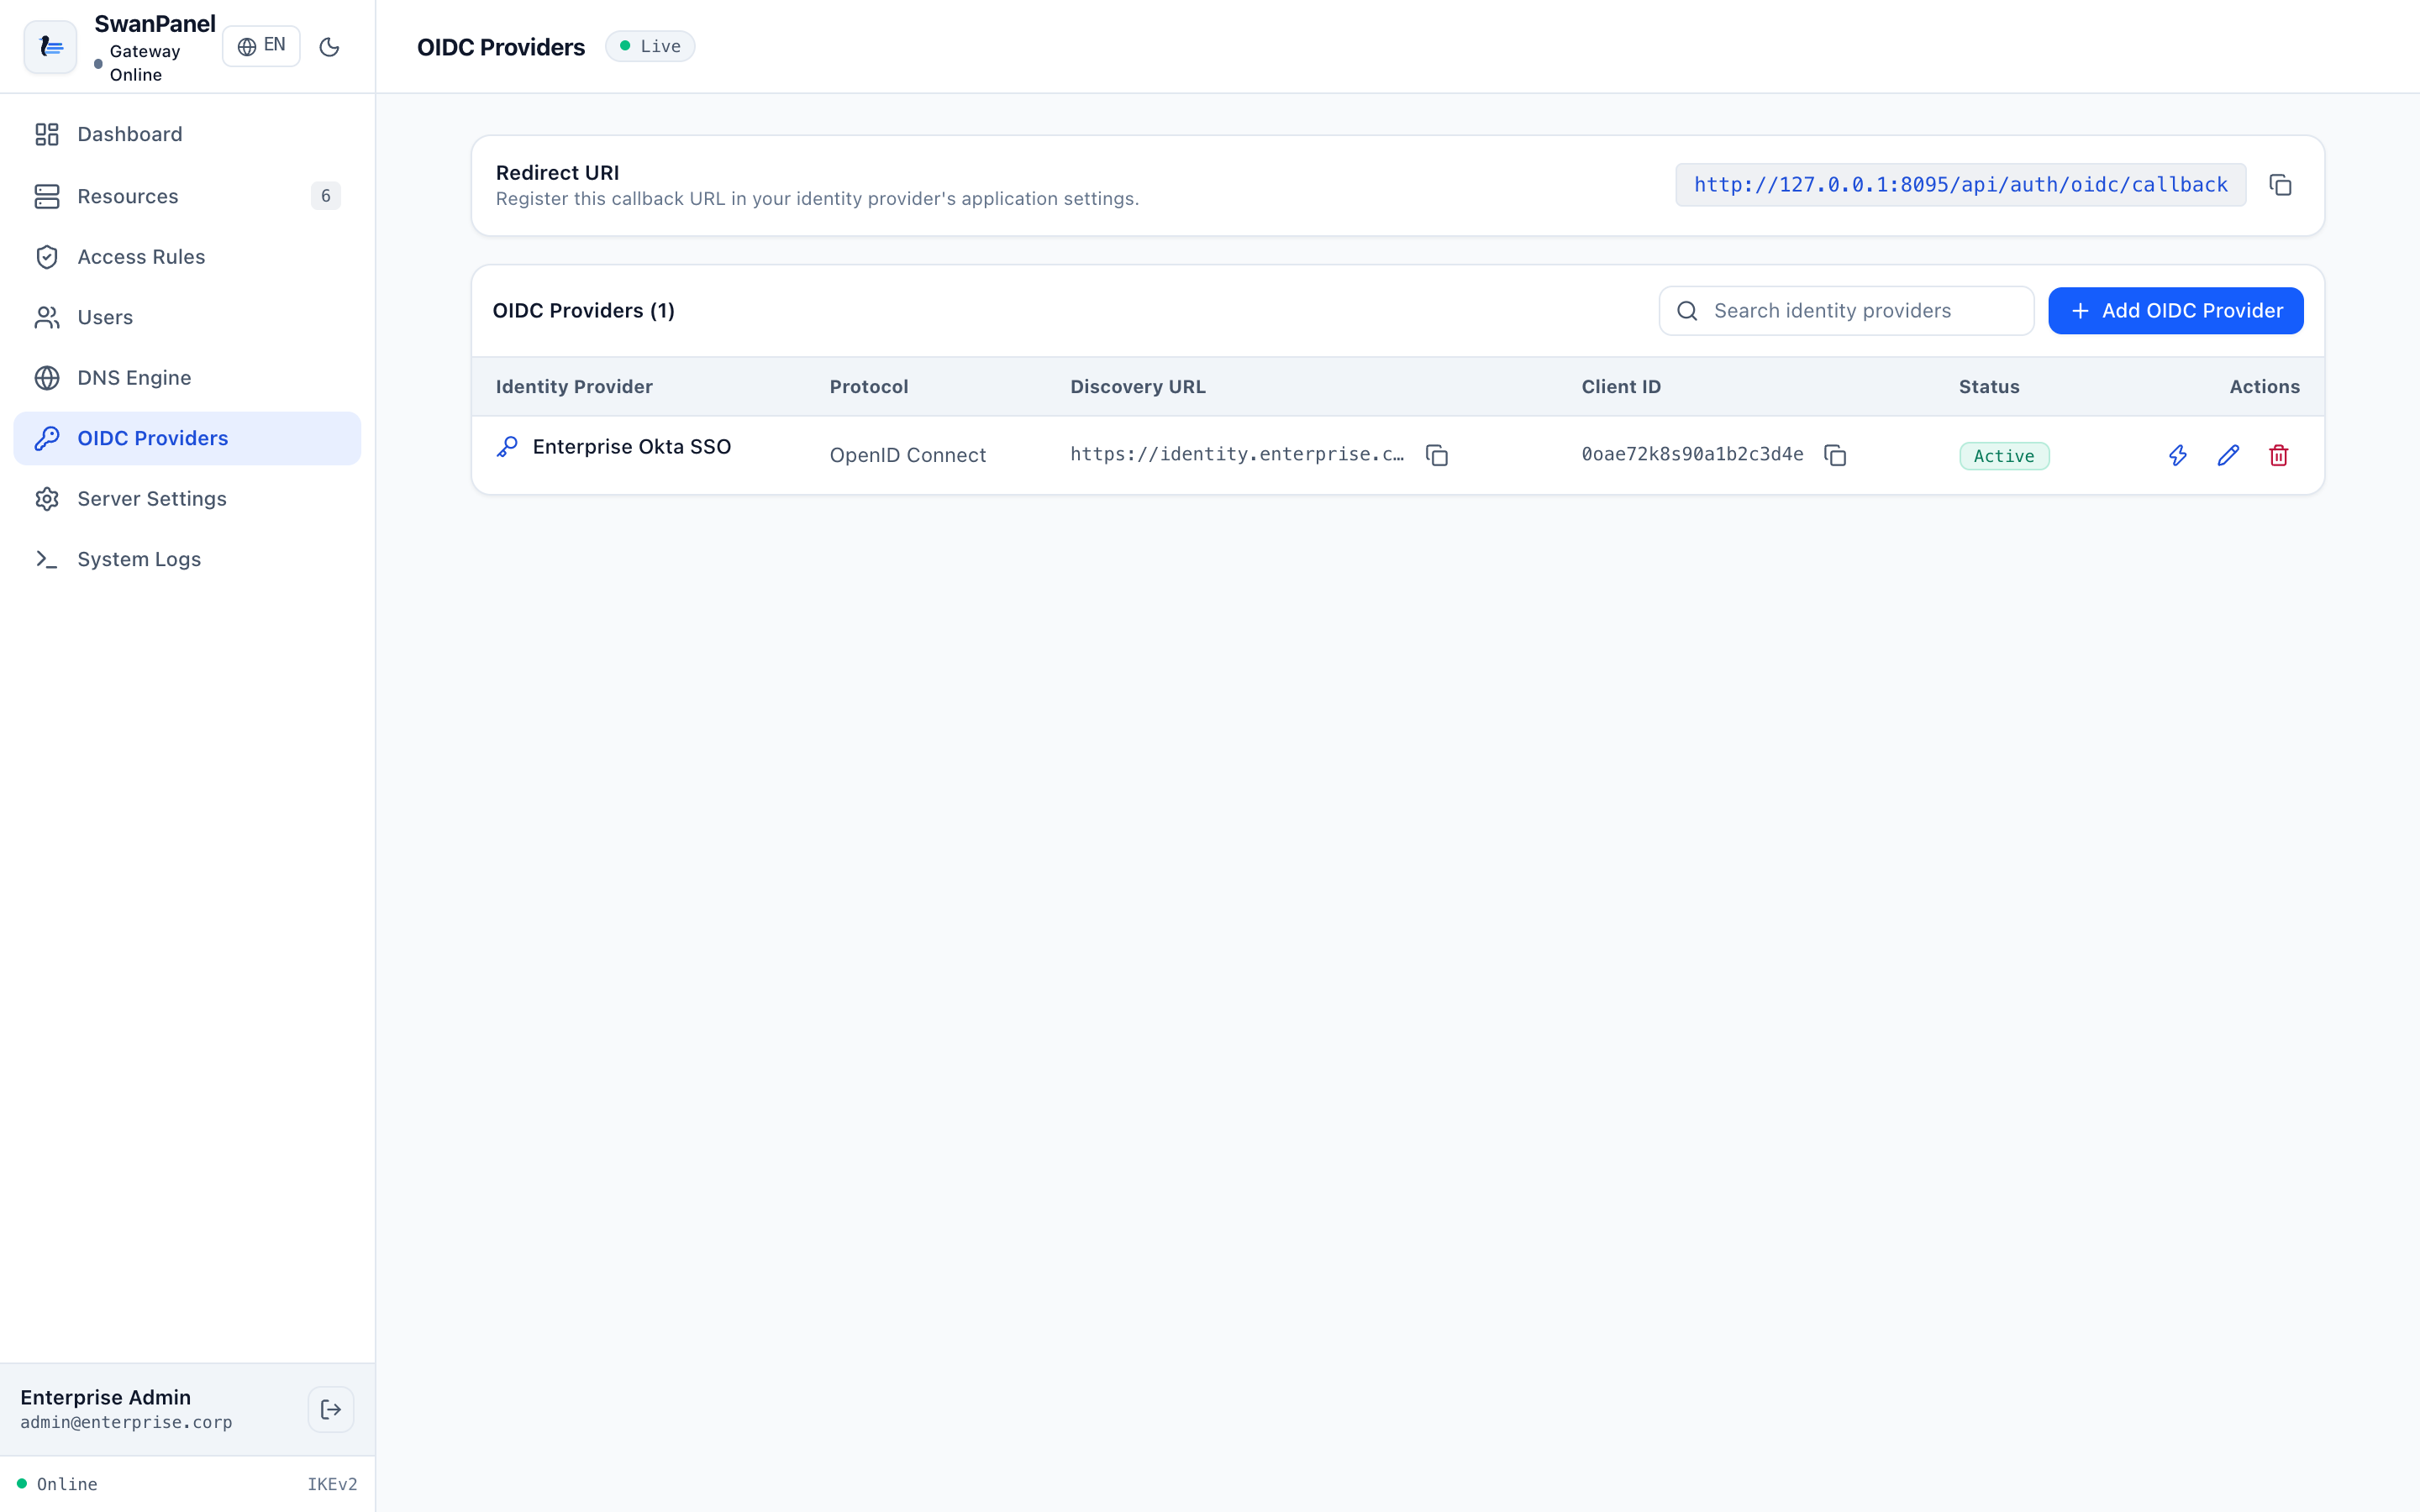 SwanPanel
Gateway
Online
EN
Dashboard
Resources 6
Access Rules
Users
DNS Engine
OIDC Providers
Server Settings
System Logs
Enterprise Admin
admin@enterprise.corp
Online IKEv2
OIDC Providers Live
Redirect URI
Register this callback URL in your identity provider's application settings.
http://127.0.0.1:8095/api/auth/oidc/callback
OIDC Providers (1)
Search identity providers
Add OIDC Provider
Identity Provider Protocol Discovery URL Client ID Status Actions
Enterprise Okta SSO OpenID Connect https://identity.enterprise.c… 0oae72k8s90a1b2c3d4e Active